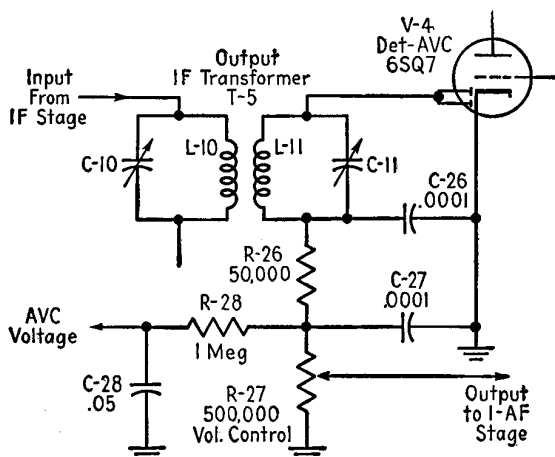 V-4
Det-AVC
6SQ7
Output
IF Transformer
T-5
Input
From
IF Stage
C-10
L-10
L-11
C-11
C-26
.0001
R-26
50,000
C-27
.0001
R-28
1 Meg
AVC
Voltage
C-28
.05
R-27
500,000
Vol. Control
Output
to 1-AF
Stage